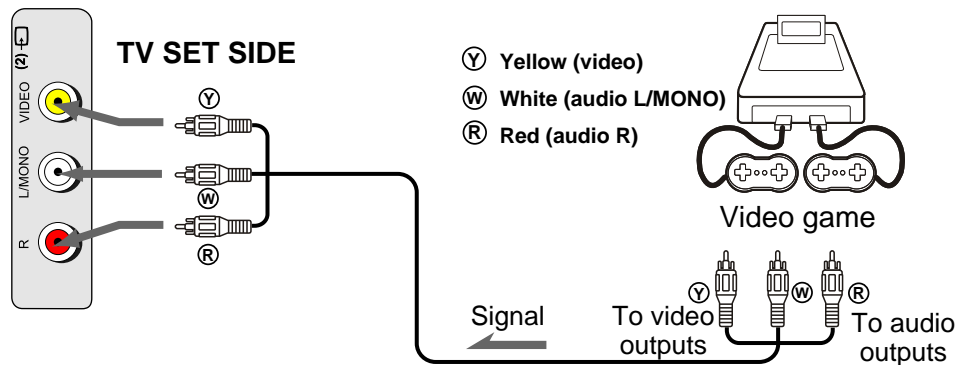 TV SET SIDE
(2)
VIDEO
L/MONO
R
Y
W
R
Y Yellow (video)
W White (audio L/MONO)
R Red (audio R)
Video game
Y
W
R
Signal
To video
outputs
To audio
outputs